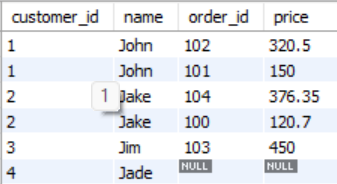 customer_id name order_id price
1 John 102 320.5
1 John 101 150
2 1 Jake 104 376.35
2 Jake 100 120.7
3 Jim 103 450
4 Jade NULL NULL